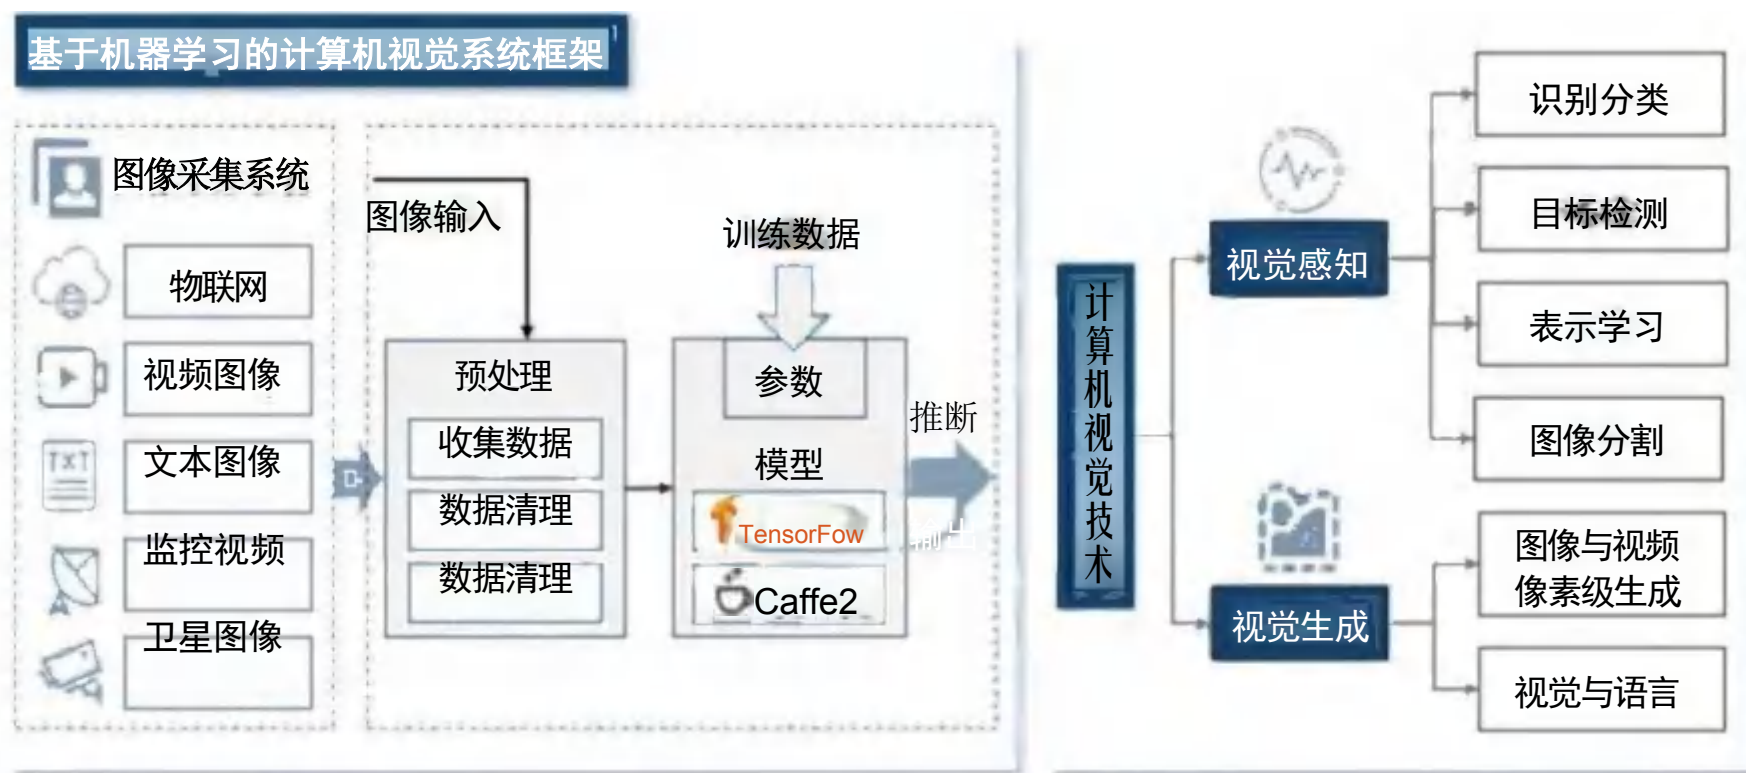 基于机器学习的计算机视觉系统框架
图像采集系统
物联网
视频图像
TXT
文本图像
监控视频
卫星图像
图像输入
预处理
收集数据
数据清理
数据清理
训练数据
参数
模型
TensorFow
Caffe2
推断
输出
计算机视觉技术
视觉感知
识别分类
目标检测
表示学习
图像分割
视觉生成
图像与视频
像素级生成
视觉与语言